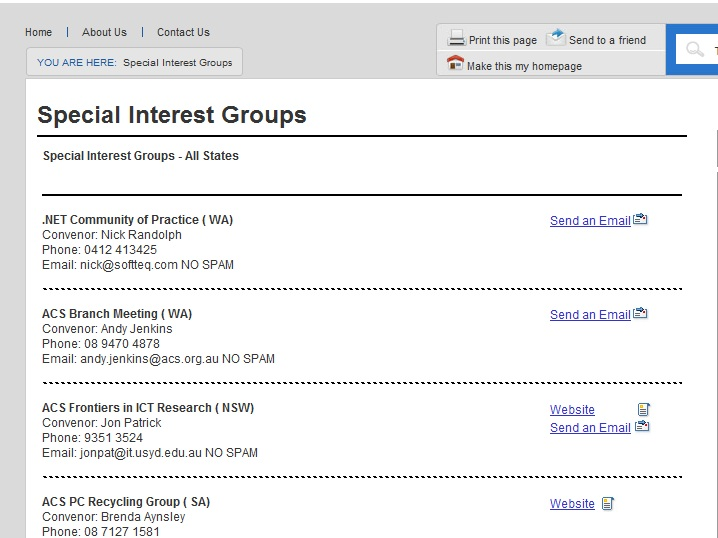 Home | About Us | Contact Us
Print this page Send to a friend
YOU ARE HERE: Special Interest Groups
Make this my homepage
Special Interest Groups
Special Interest Groups - All States
.NET Community of Practice ( WA)
Send an Email
Convenor: Nick Randolph
Phone: 0412 413425
Email: nick@softteq.com NO SPAM
ACS Branch Meeting ( WA)
Send an Email
Convenor: Andy Jenkins
Phone: 08 9470 4878
Email: andy.jenkins@acs.org.au NO SPAM
ACS Frontiers in ICT Research ( NSW)
Website
Convenor: Jon Patrick
Send an Email
Phone: 9351 3524
Email: jonpat@it.usyd.edu.au NO SPAM
ACS PC Recycling Group ( SA)
Website
Convenor: Brenda Aynsley
Phone: 08 7127 1581